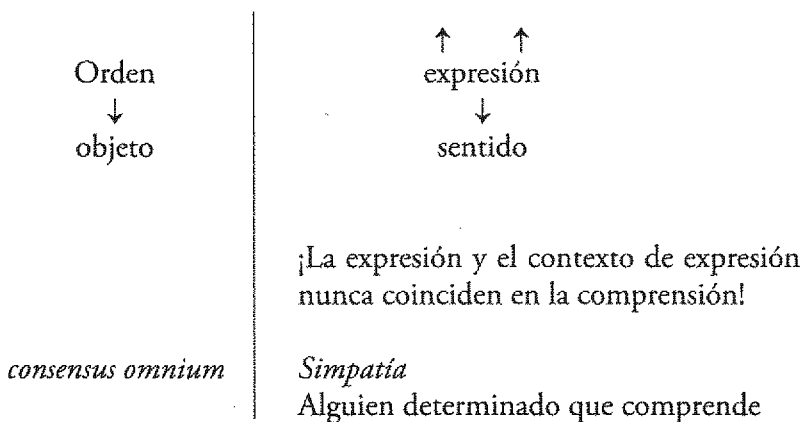 ↑ ↑
Orden expresión
↓ ↓
objeto sentido
¡La expresión y el contexto de expresión
nunca coinciden en la comprensión!
consensus omnium Simpatía
Alguien determinado que comprende